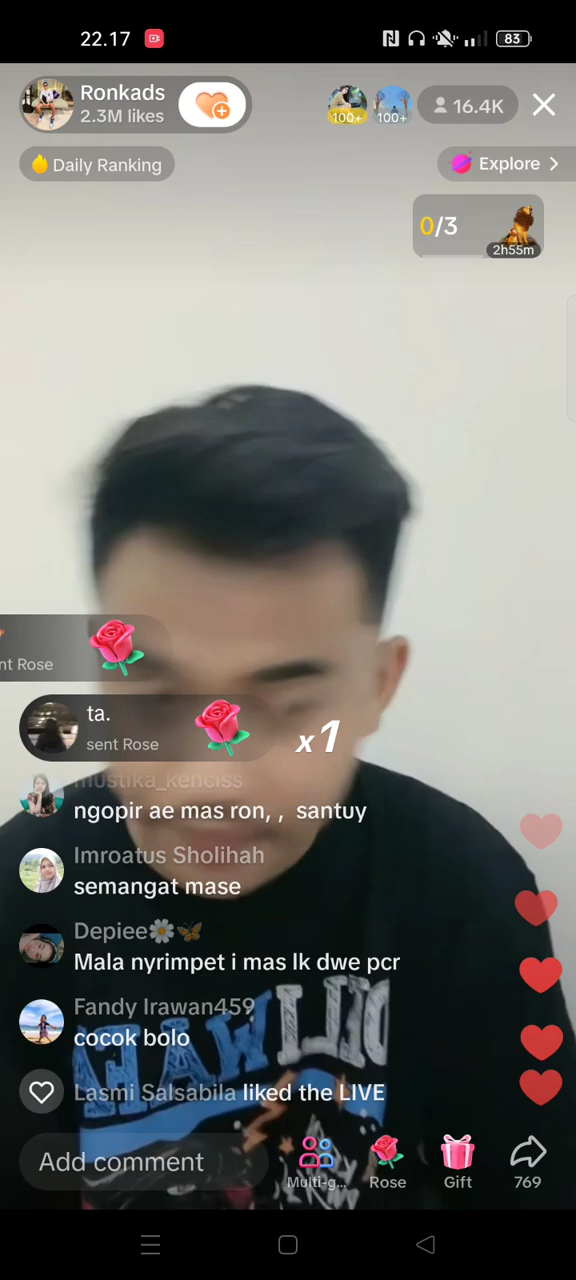 22.17
83
Ronkads
2.3M likes
100+
100+
16.4K
Daily Ranking
Explore
0/3
2h55m
nt Rose
ta.
sent Rose
x1
mustika_kenciss
ngopir ae mas ron, , santuy
Imroatus Sholihah
semangat mase
Depiee🌼🦋
Mala nyrimpet i mas lk dwe pcr
Fandy Irawan459
cocok bolo
Lasmi Salsabila liked the LIVE
Add comment
Multi-g...
Rose
Gift
769